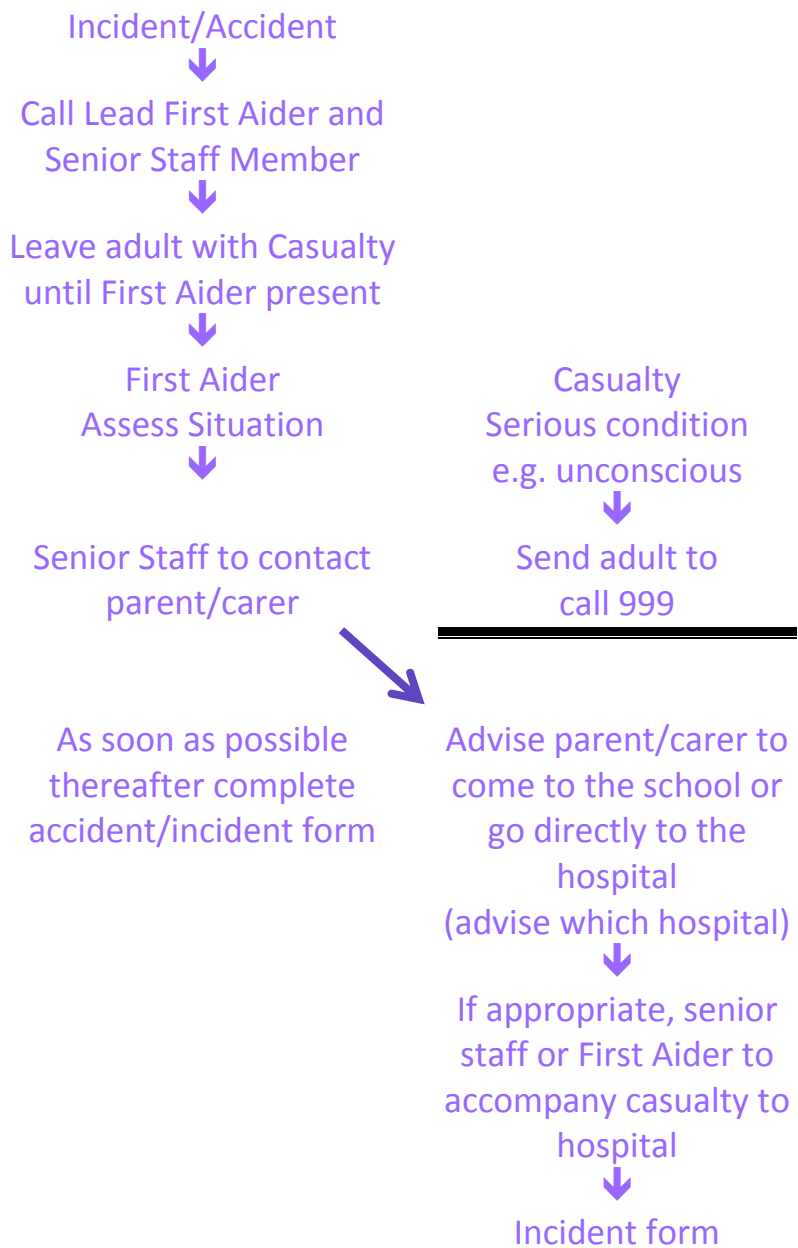 Incident/Accident
Call Lead First Aider and
Senior Staff Member
Leave adult with Casualty
until First Aider present
First Aider
Assess Situation
Casualty
Serious condition
e.g. unconscious
Senior Staff to contact
parent/carer
Send adult to
call 999
As soon as possible
thereafter complete
accident/incident form
Advise parent/carer to
come to the school or
go directly to the
hospital
(advise which hospital)
If appropriate, senior
staff or First Aider to
accompany casualty to
hospital
Incident form